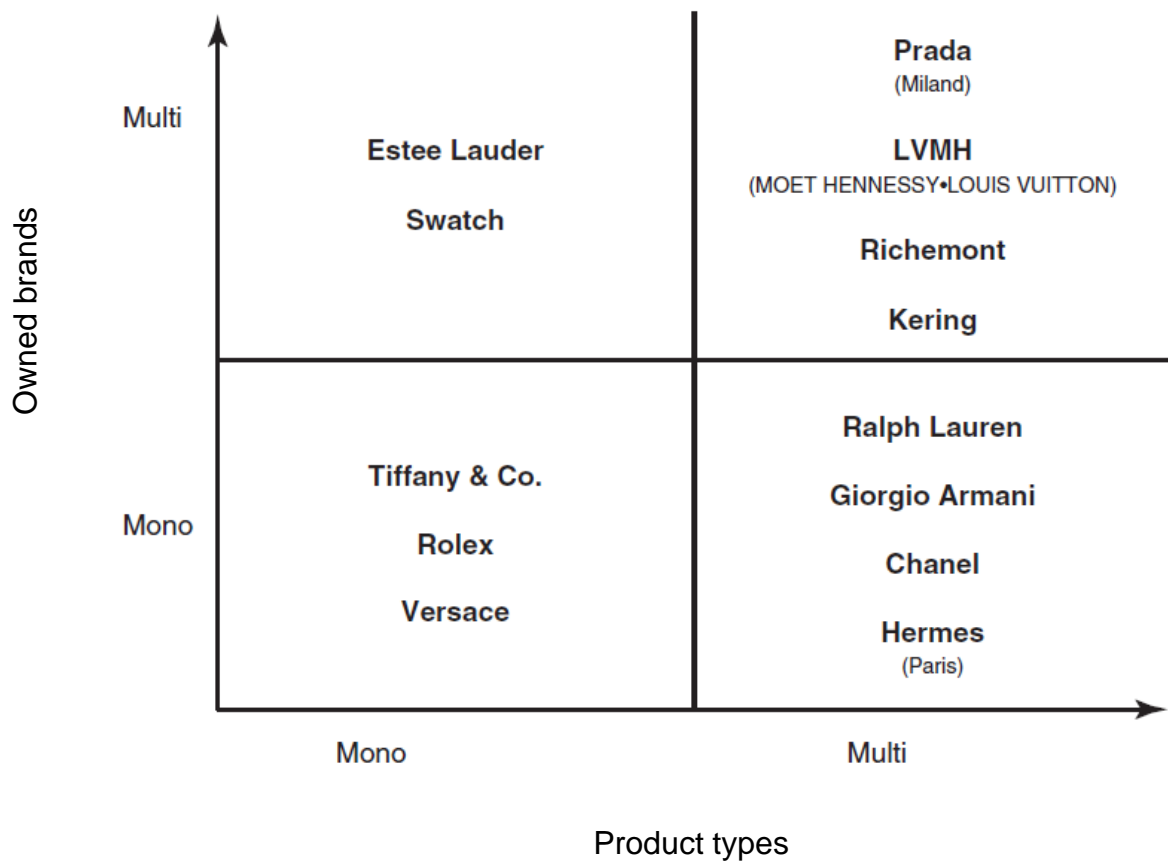 Owned brands
Multi
Estee Lauder
Swatch
Prada
(Miland)
LVMH
(MOET HENNESSY•LOUIS VUITTON)
Richemont
Kering
Mono
Tiffany & Co.
Rolex
Versace
Ralph Lauren
Giorgio Armani
Chanel
Hermes
(Paris)
Mono
Multi
Product types